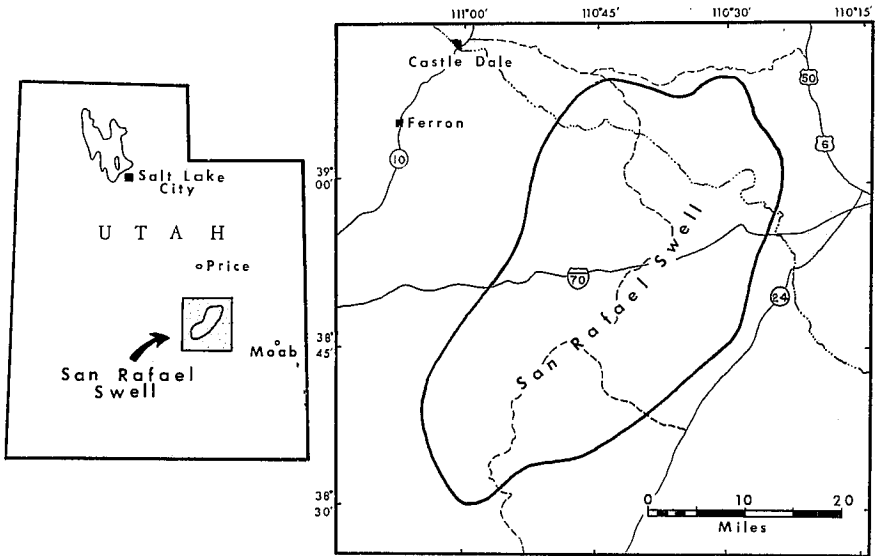 Salt Lake
City
U T A H
Price
Moab
San Rafael
Swell
111°00'
110°45'
110°30'
110°15'
Castle Dale
50
Ferron
6
10
39°
00'
San Rafael Swell
70
24
38°
45'
38°
30'
0 10 20
Miles